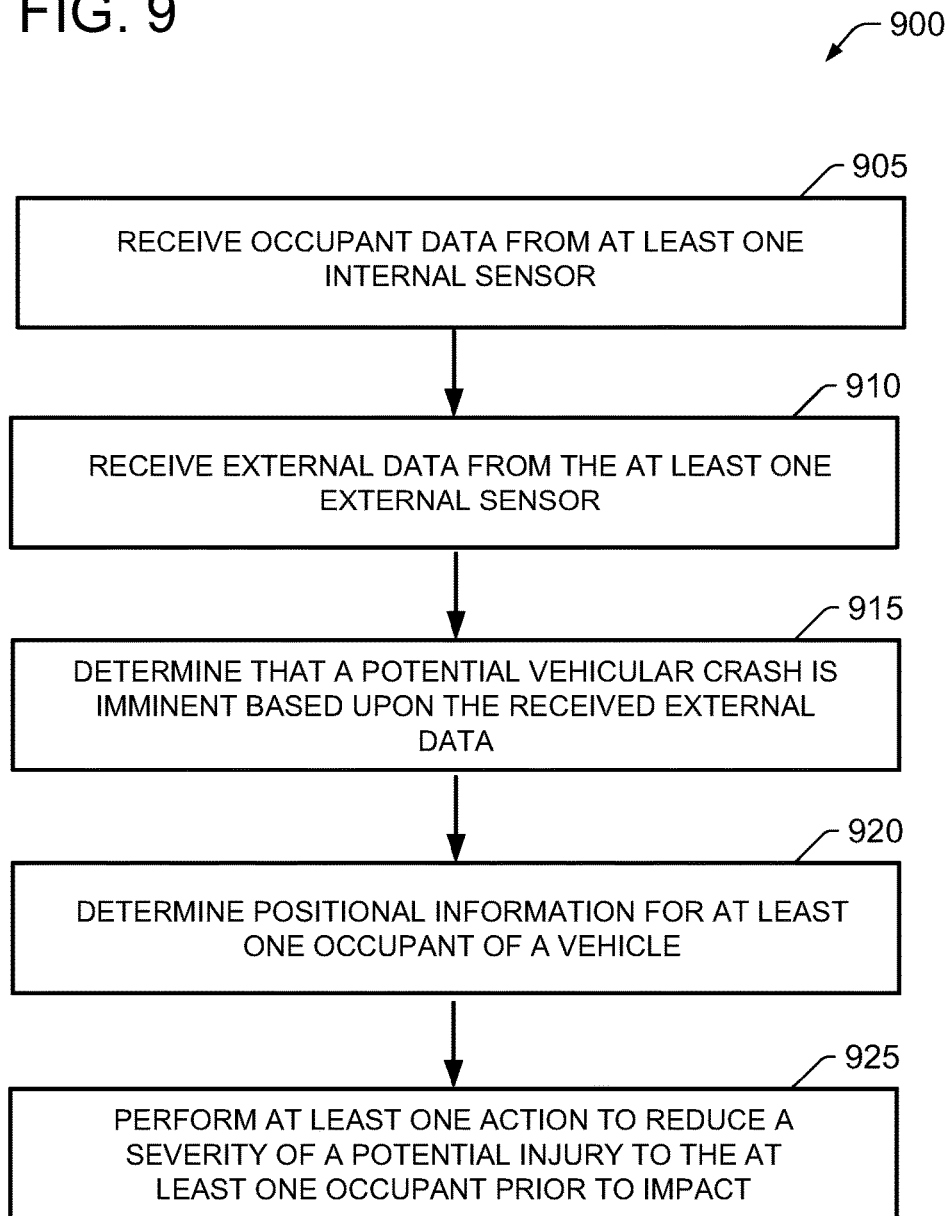 FIG. 9
900
905
RECEIVE OCCUPANT DATA FROM AT LEAST ONE
INTERNAL SENSOR
910
RECEIVE EXTERNAL DATA FROM THE AT LEAST ONE
EXTERNAL SENSOR
915
DETERMINE THAT A POTENTIAL VEHICULAR CRASH IS
IMMINENT BASED UPON THE RECEIVED EXTERNAL
DATA
920
DETERMINE POSITIONAL INFORMATION FOR AT LEAST
ONE OCCUPANT OF A VEHICLE
925
PERFORM AT LEAST ONE ACTION TO REDUCE A
SEVERITY OF A POTENTIAL INJURY TO THE AT
LEAST ONE OCCUPANT PRIOR TO IMPACT